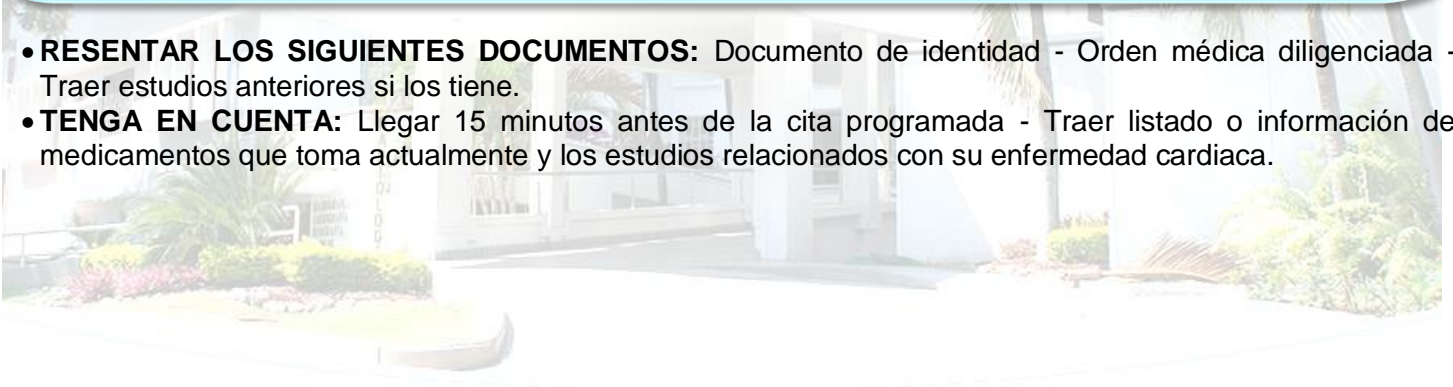 • RESENTAR LOS SIGUIENTES DOCUMENTOS: Documento de identidad - Orden médica diligenciada -
Traer estudios anteriores si los tiene.
• TENGA EN CUENTA: Llegar 15 minutos antes de la cita programada - Traer listado o información de
medicamentos que toma actualmente y los estudios relacionados con su enfermedad cardiaca.